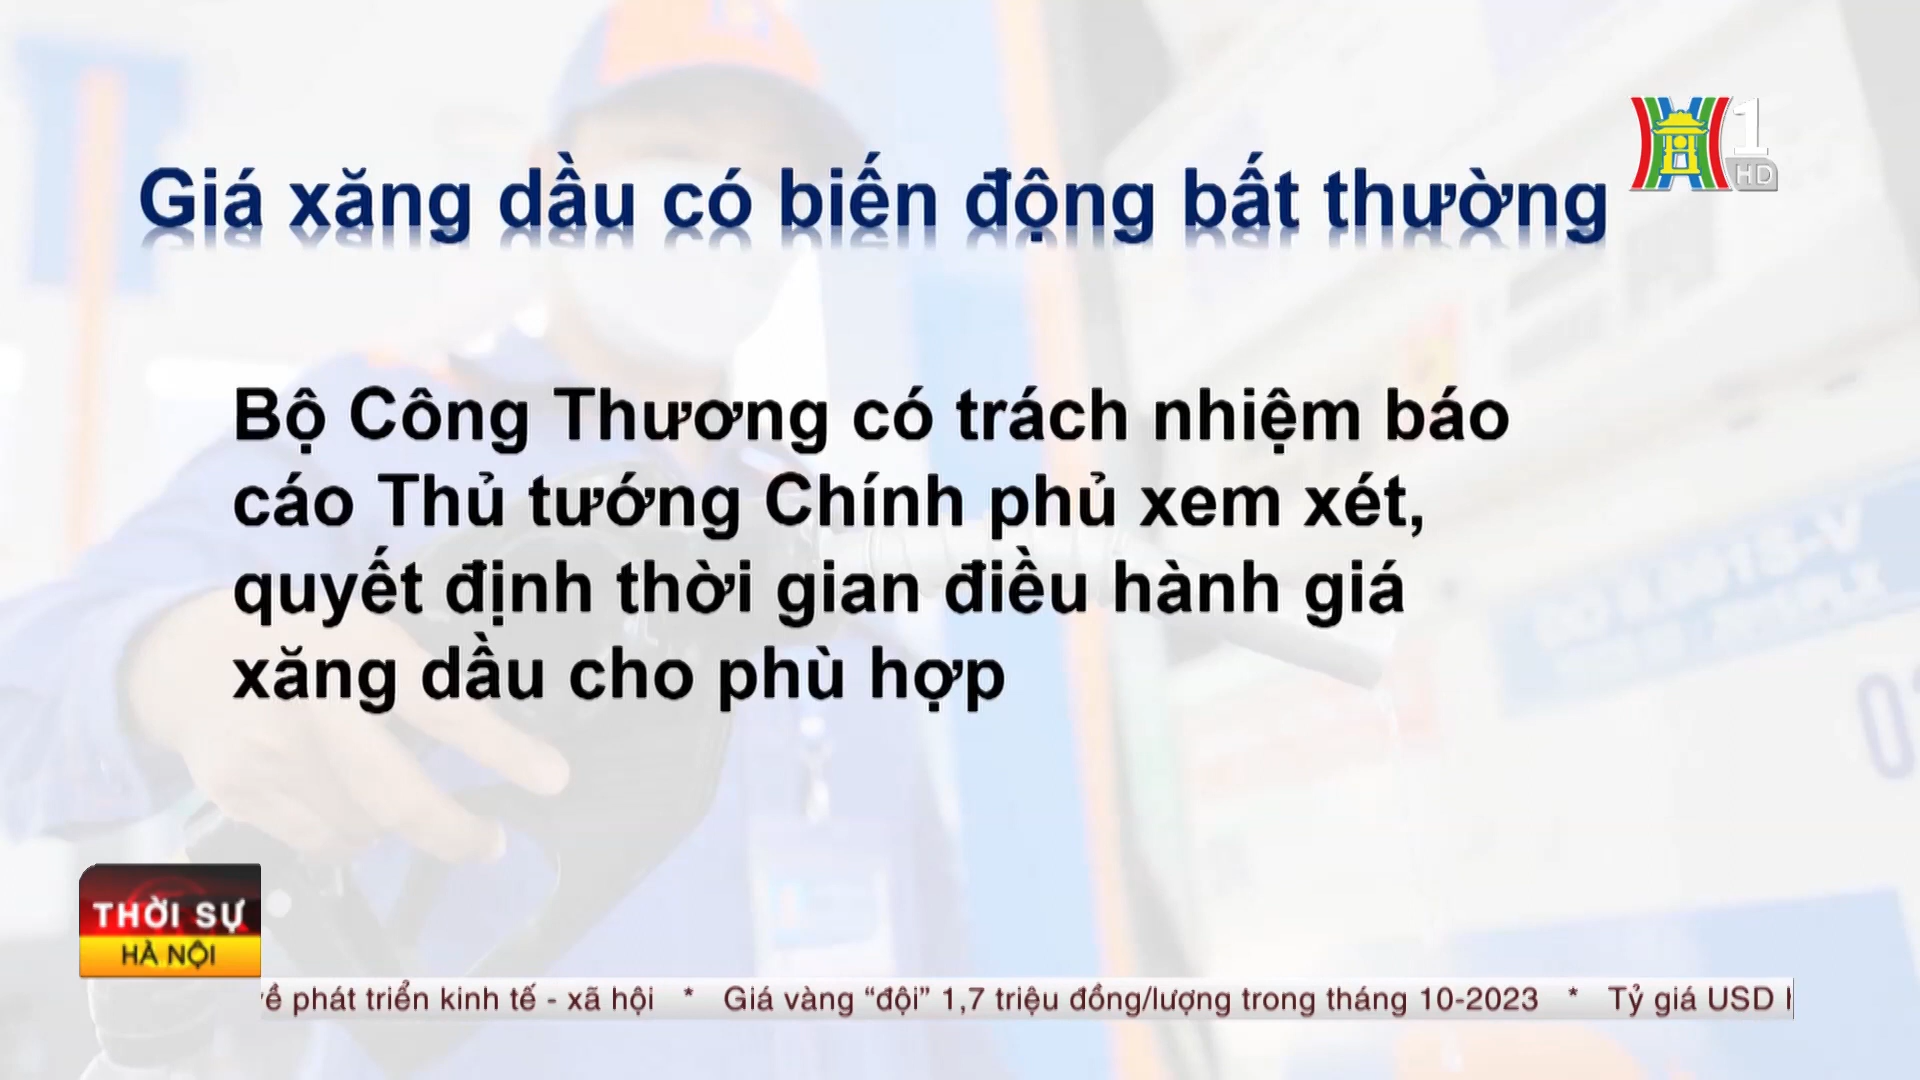 Giá xăng dầu có biến động bất thường
1
HD
Bộ Công Thương có trách nhiệm báo
cáo Thủ tướng Chính phủ xem xét,
quyết định thời gian điều hành giá
xăng dầu cho phù hợp
THỜI SỰ
HÀ NỘI
về phát triển kinh tế - xã hội * Giá vàng “đội” 1,7 triệu đồng/lượng trong tháng 10-2023 * Tỷ giá USD